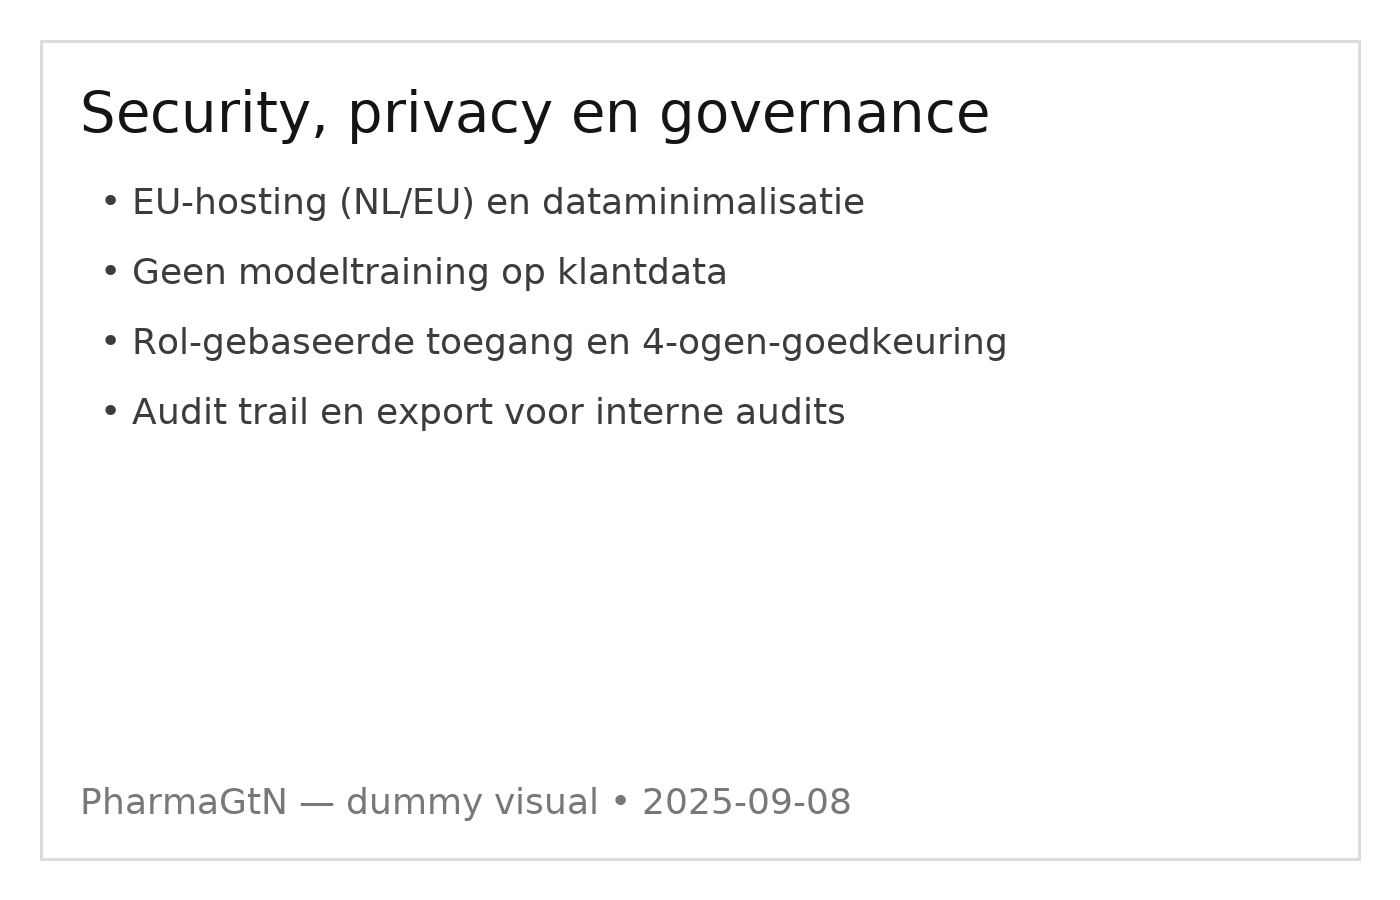 Security, privacy en governance
• EU-hosting (NL/EU) en dataminimalisatie
• Geen modeltraining op klantdata
• Rol-gebaseerde toegang en 4-ogen-goedkeuring
• Audit trail en export voor interne audits
PharmaGtN — dummy visual • 2025-09-08